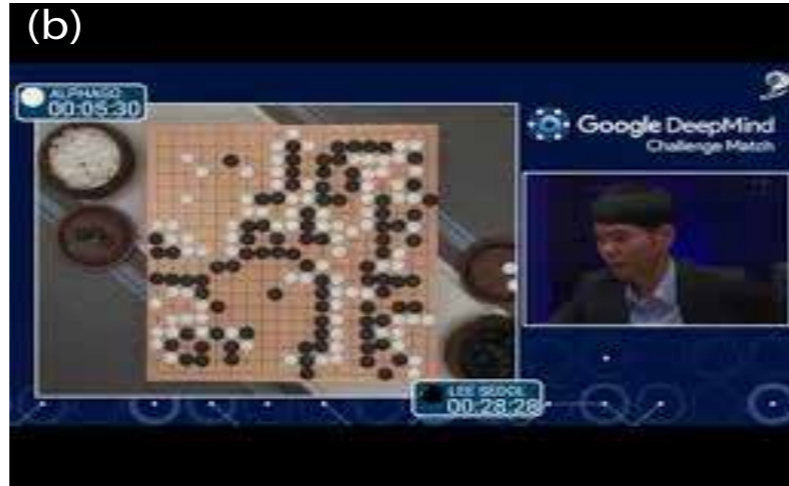 (b)
ALPHAGO
00:05:30
Google DeepMind
Challenge Match
LEE SEDOL
00:28:28